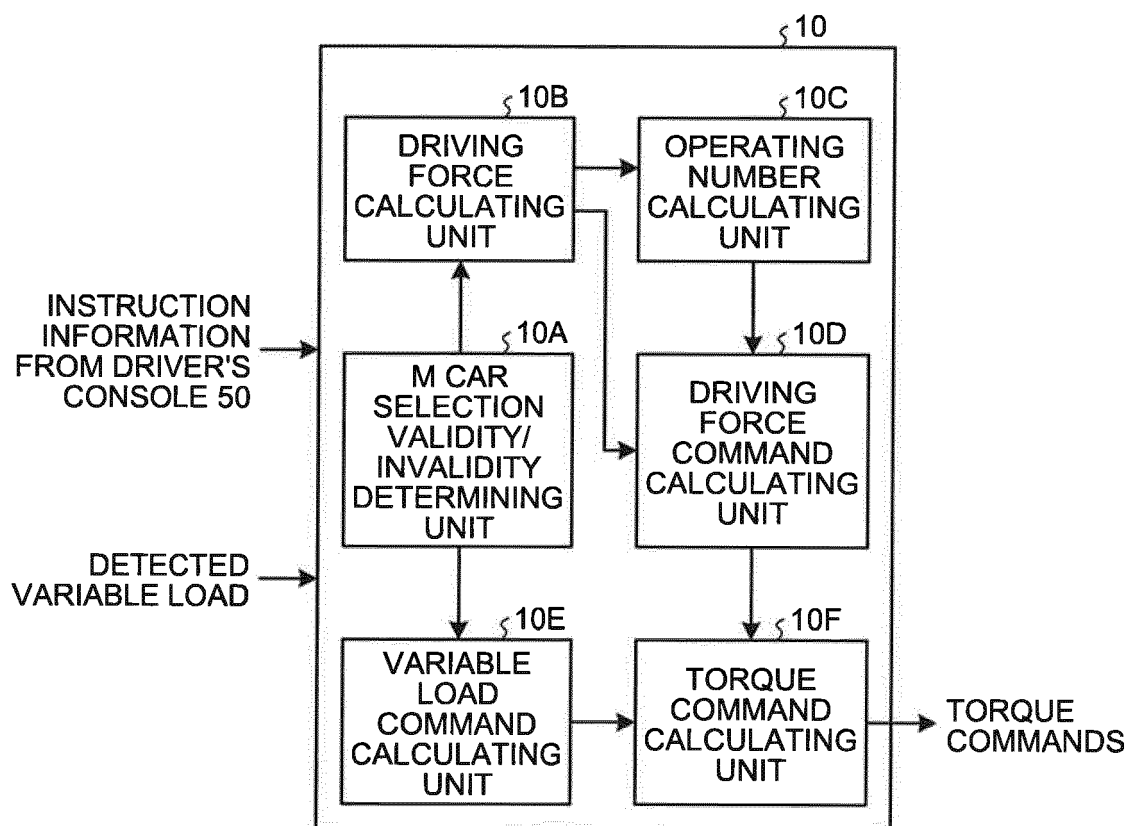 10
10B
DRIVING
FORCE
CALCULATING
UNIT
10C
OPERATING
NUMBER
CALCULATING
UNIT
INSTRUCTION
INFORMATION
FROM DRIVER'S
CONSOLE 50
10A
M CAR
SELECTION
VALIDITY/
INVALIDITY
DETERMINING
UNIT
10D
DRIVING
FORCE
COMMAND
CALCULATING
UNIT
DETECTED
VARIABLE LOAD
10E
VARIABLE
LOAD
COMMAND
CALCULATING
UNIT
10F
TORQUE
COMMAND
CALCULATING
UNIT
TORQUE
COMMANDS